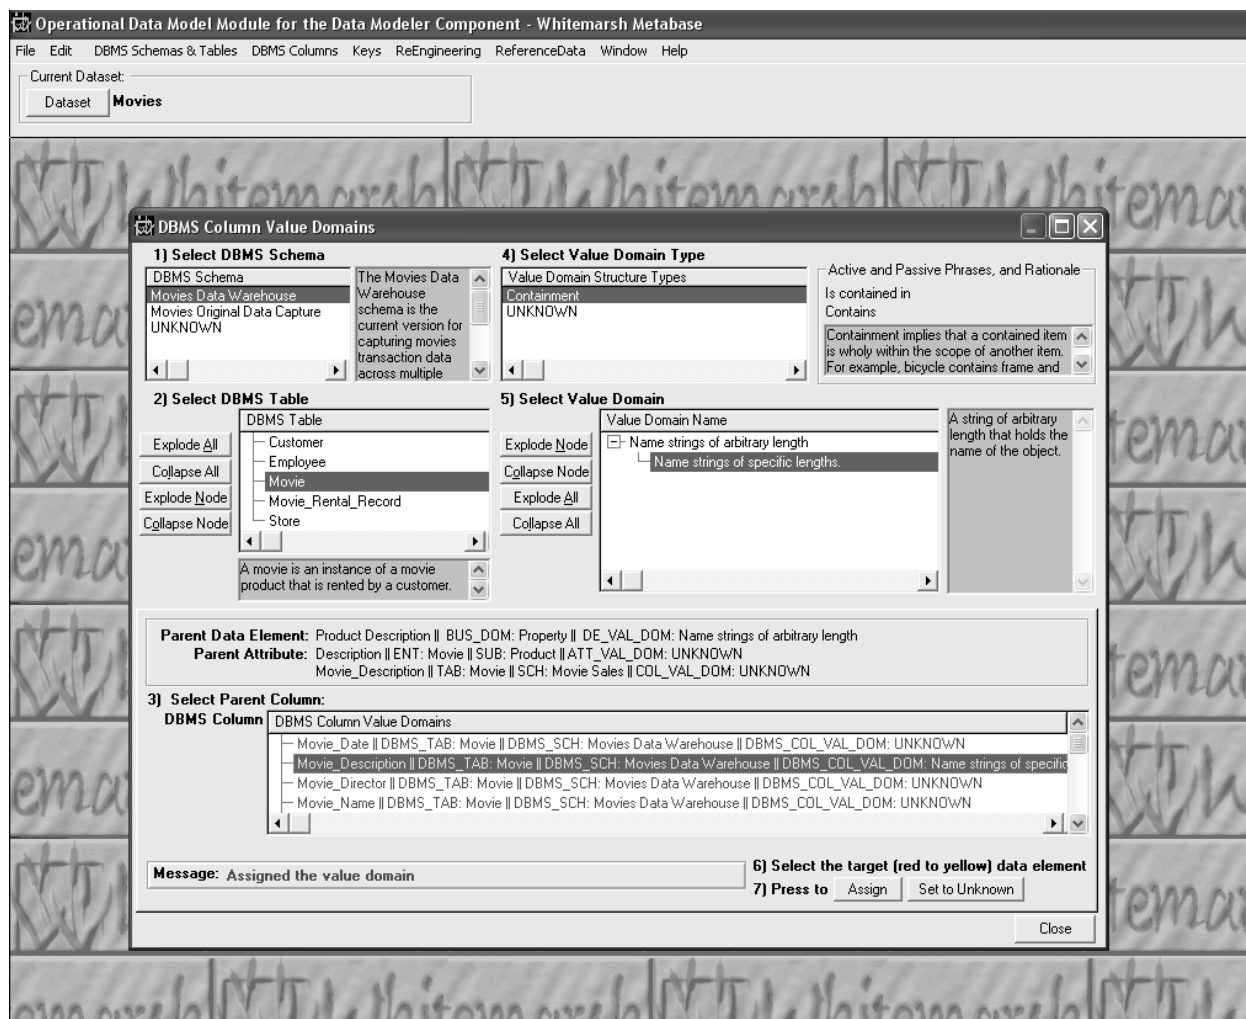 Operational Data Model Module for the Data Modeler Component - Whitemarsh Metabase
File Edit DBMS Schemas & Tables DBMS Columns Keys ReEngineering ReferenceData Window Help
Current Dataset:
Dataset Movies
DBMS Column Value Domains
1) Select DBMS Schema
DBMS Schema
Movies Data Warehouse
Movies Original Data Capture
UNKNOWN
The Movies Data
Warehouse
schema is the
current version for
capturing movies
transaction data
across multiple
4) Select Value Domain Type
Value Domain Structure Types
Containment
UNKNOWN
Active and Passive Phrases, and Rationale
Is contained in
Contains
Containment implies that a contained item
is wholy within the scope of another item.
For example, bicycle contains frame and
2) Select DBMS Table
Explode All
Collapse All
Explode Node
Collapse Node
DBMS Table
Customer
Employee
Movie
Movie_Rental_Record
Store
A movie is an instance of a movie
product that is rented by a customer.
5) Select Value Domain
Explode Node
Collapse Node
Explode All
Collapse All
Value Domain Name
Name strings of arbitrary length
Name strings of specific lengths.
A string of arbitrary
length that holds the
name of the object.
Parent Data Element: Product Description || BUS_DOM: Property || DE_VAL_DOM: Name strings of arbitrary length
Parent Attribute: Description || ENT: Movie || SUB: Product || ATT_VAL_DOM: UNKNOWN
Movie_Description || TAB: Movie || SCH: Movie Sales || COL_VAL_DOM: UNKNOWN
3) Select Parent Column:
DBMS Column
DBMS Column Value Domains
Movie_Date || DBMS_TAB: Movie || DBMS_SCH: Movies Data Warehouse || DBMS_COL_VAL_DOM: UNKNOWN
Movie_Description || DBMS_TAB: Movie || DBMS_SCH: Movies Data Warehouse || DBMS_COL_VAL_DOM: Name strings of specific
Movie_Director || DBMS_TAB: Movie || DBMS_SCH: Movies Data Warehouse || DBMS_COL_VAL_DOM: UNKNOWN
Movie_Name || DBMS_TAB: Movie || DBMS_SCH: Movies Data Warehouse || DBMS_COL_VAL_DOM: UNKNOWN
Message: Assigned the value domain
6) Select the target (red to yellow) data element
7) Press to Assign Set to Unknown
Close
Whitemarsh